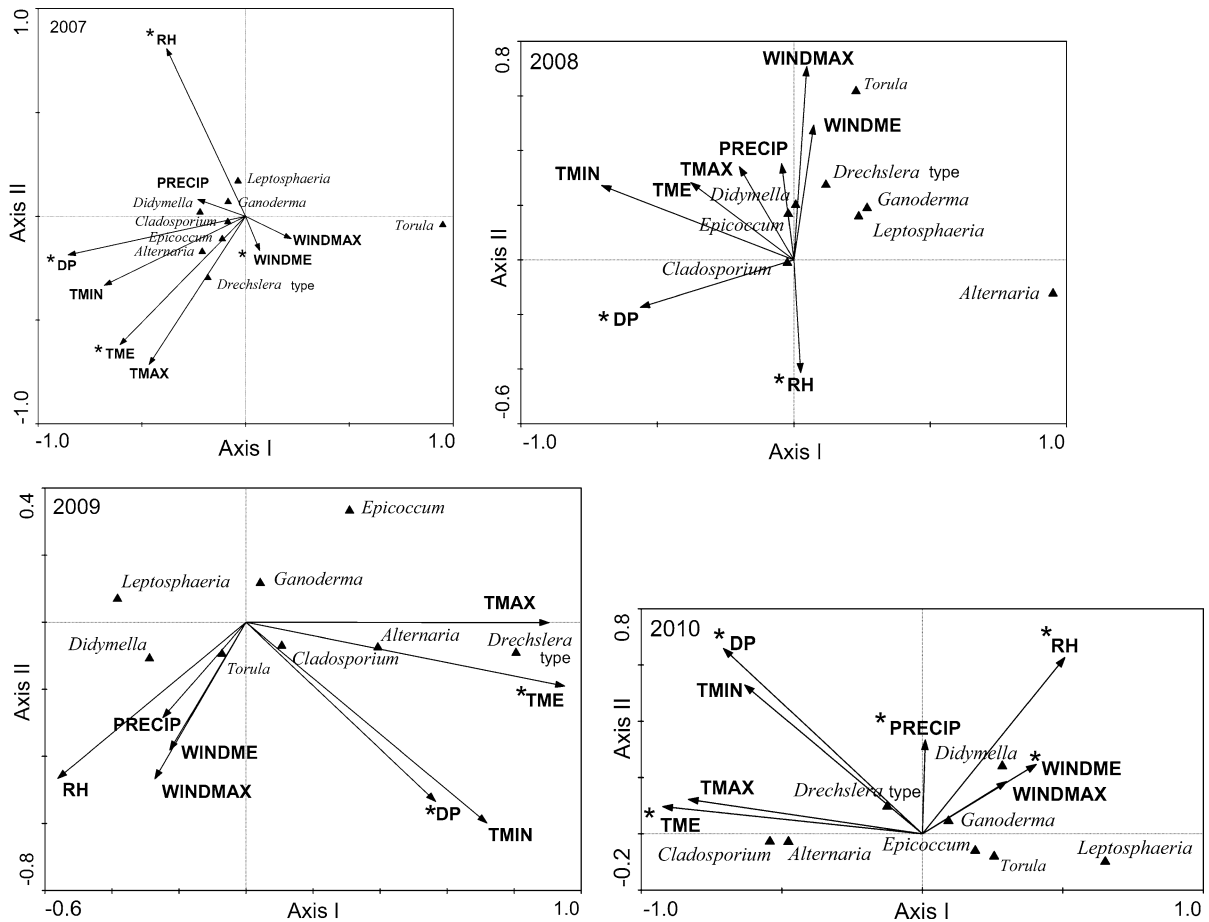 1.0
2007
* RH
PRECIP
Leptosphaeria
Didymella
Ganoderma
Cladosporium
Torula
Epicoccum
WINDMAX
Alternaria
*
WINDME
* DP
Drechslera type
TMIN
* TME
TMAX
Axis II
-1.0
-1.0
Axis I
1.0
0.8
2008
WINDMAX
Torula
WINDME
PRECIP
TMIN
TMAX
Drechslera type
TME
Didymella
Ganoderma
Epicoccum
Leptosphaeria
Cladosporium
Alternaria
* DP
* RH
Axis II
-0.6
-1.0
Axis I
1.0
0.4
2009
Epicoccum
Leptosphaeria
Ganoderma
TMAX
Didymella
Alternaria
Drechslera
type
Torula
Cladosporium
*TME
PRECIP
WINDME
RH
WINDMAX
*DP
TMIN
Axis II
-0.8
-0.6
Axis I
1.0
0.8
2010
* DP
* RH
TMIN
* PRECIP
Didymella
* WINDME
TMAX
Drechslera type
WINDMAX
* TME
Ganoderma
Cladosporium
Alternaria
Epicoccum
Torula
Leptosphaeria
Axis II
-0.2
-1.0
Axis I
1.0